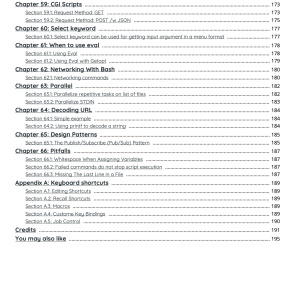 Chapter 59: CGI Scripts 173
Section 59.1: Request Method: GET 173
Section 59.2: Request Method: POST /w JSON 175
Chapter 60: Select keyword 177
Section 60.1: Select keyword can be used for getting input argument in a menu format 177
Chapter 61: When to use eval 178
Section 61.1: Using Eval 178
Section 61.2: Using Eval with Getopt 179
Chapter 62: Networking With Bash 180
Section 62.1: Networking commands 180
Chapter 63: Parallel 182
Section 63.1: Parallelize repetitive tasks on list of files 182
Section 63.2: Parallelize STDIN 183
Chapter 64: Decoding URL 184
Section 64.1: Simple example 184
Section 64.2: Using printf to decode a string 184
Chapter 65: Design Patterns 185
Section 65.1: The Publish/Subscribe (Pub/Sub) Pattern 185
Chapter 66: Pitfalls 187
Section 66.1: Whitespace When Assigning Variables 187
Section 66.2: Failed commands do not stop script execution 187
Section 66.3: Missing The Last Line in a File 187
Appendix A: Keyboard shortcuts 189
Section A.1: Editing Shortcuts 189
Section A.2: Recall Shortcuts 189
Section A.3: Macros 189
Section A.4: Custome Key Bindings 189
Section A.5: Job Control 190
Credits 191
You may also like 195